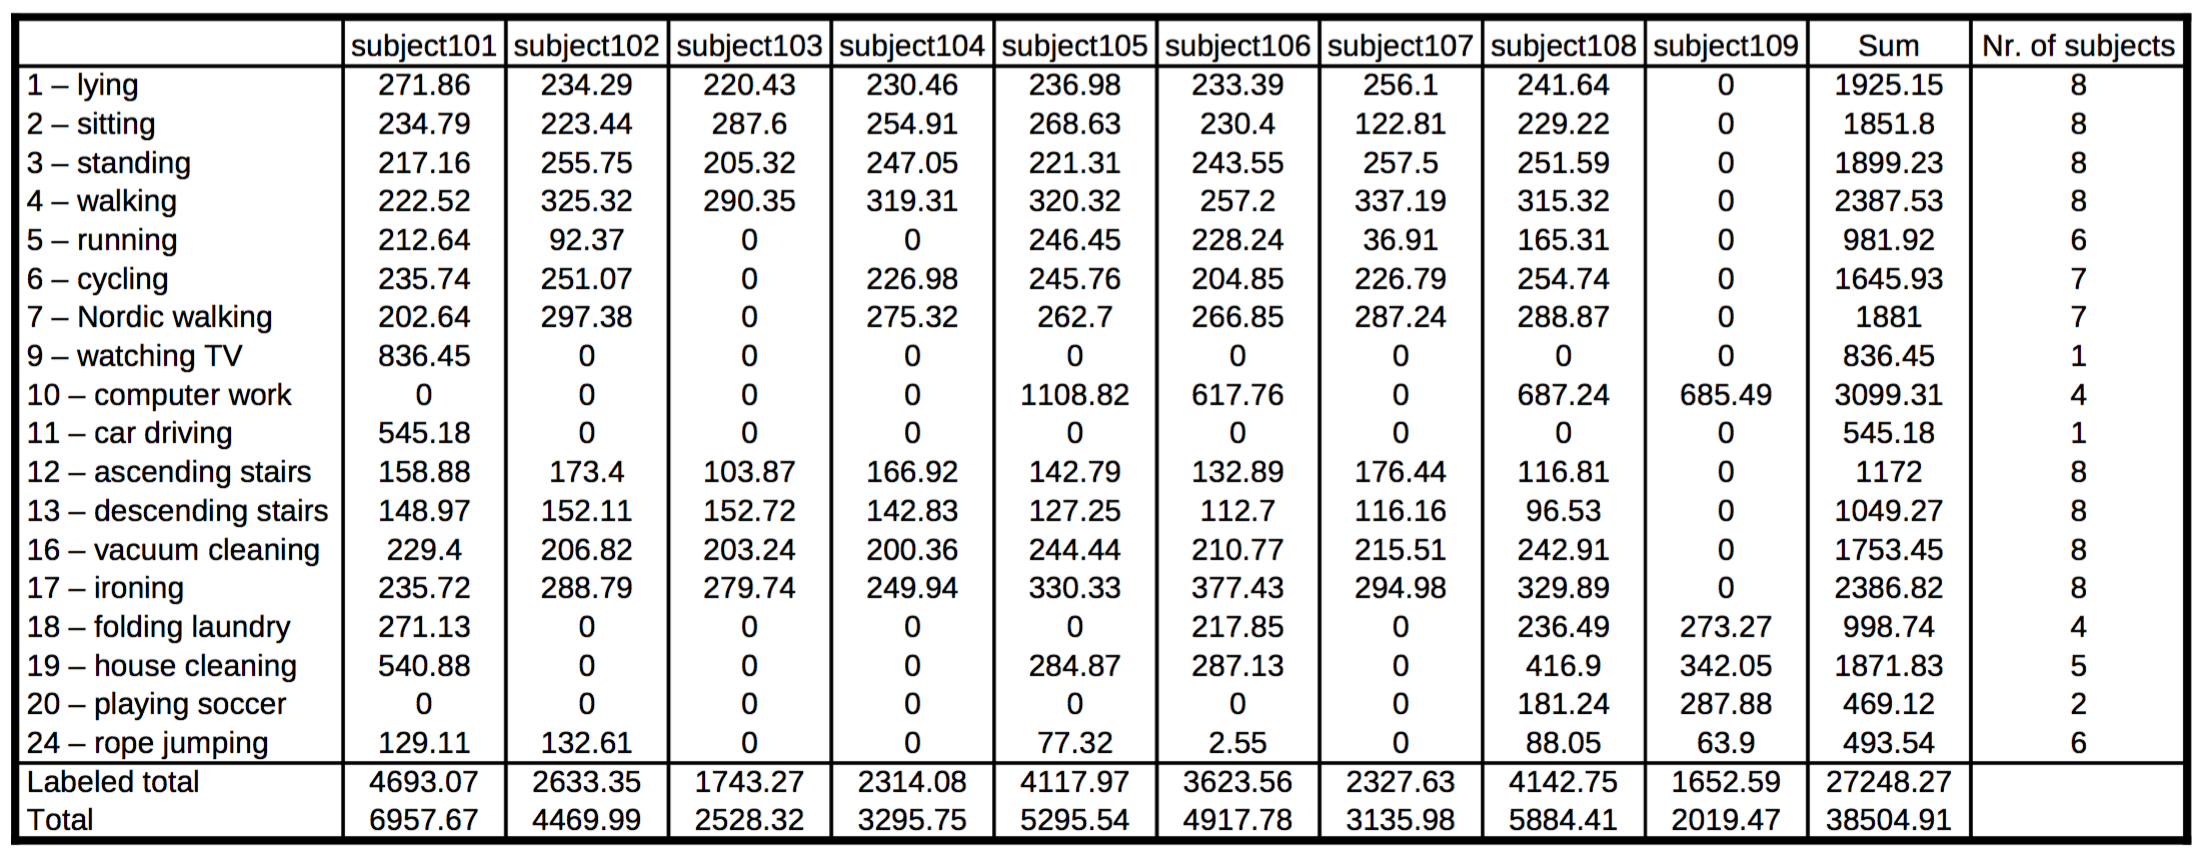 subject101 subject102 subject103 subject104 subject105 subject106 subject107 subject108 subject109 Sum Nr. of subjects
1 – lying 271.86 234.29 220.43 230.46 236.98 233.39 256.1 241.64 0 1925.15 8
2 – sitting 234.79 223.44 287.6 254.91 268.63 230.4 122.81 229.22 0 1851.8 8
3 – standing 217.16 255.75 205.32 247.05 221.31 243.55 257.5 251.59 0 1899.23 8
4 – walking 222.52 325.32 290.35 319.31 320.32 257.2 337.19 315.32 0 2387.53 8
5 – running 212.64 92.37 0 0 246.45 228.24 36.91 165.31 0 981.92 6
6 – cycling 235.74 251.07 0 226.98 245.76 204.85 226.79 254.74 0 1645.93 7
7 – Nordic walking 202.64 297.38 0 275.32 262.7 266.85 287.24 288.87 0 1881 7
9 – watching TV 836.45 0 0 0 0 0 0 0 0 836.45 1
10 – computer work 0 0 0 0 1108.82 617.76 0 687.24 685.49 3099.31 4
11 – car driving 545.18 0 0 0 0 0 0 0 0 545.18 1
12 – ascending stairs 158.88 173.4 103.87 166.92 142.79 132.89 176.44 116.81 0 1172 8
13 – descending stairs 148.97 152.11 152.72 142.83 127.25 112.7 116.16 96.53 0 1049.27 8
16 – vacuum cleaning 229.4 206.82 203.24 200.36 244.44 210.77 215.51 242.91 0 1753.45 8
17 – ironing 235.72 288.79 279.74 249.94 330.33 377.43 294.98 329.89 0 2386.82 8
18 – folding laundry 271.13 0 0 0 0 217.85 0 236.49 273.27 998.74 4
19 – house cleaning 540.88 0 0 0 284.87 287.13 0 416.9 342.05 1871.83 5
20 – playing soccer 0 0 0 0 0 0 0 181.24 287.88 469.12 2
24 – rope jumping 129.11 132.61 0 0 77.32 2.55 0 88.05 63.9 493.54 6
Labeled total 4693.07 2633.35 1743.27 2314.08 4117.97 3623.56 2327.63 4142.75 1652.59 27248.27
Total 6957.67 4469.99 2528.32 3295.75 5295.54 4917.78 3135.98 5884.41 2019.47 38504.91